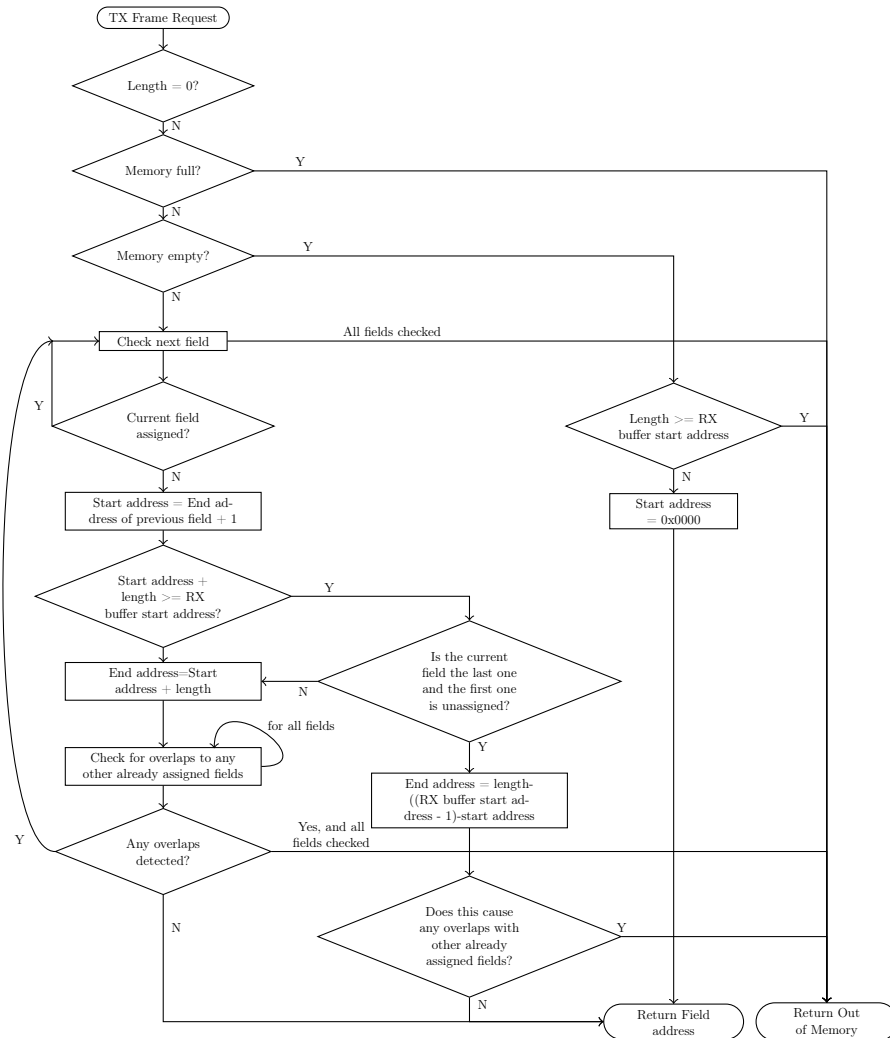 TX Frame Request
Length = 0?
N
Memory full?
Y
N
Memory empty?
Y
N
Check next field
All fields checked
Y
Current field
assigned?
N
Length >= RX
buffer start address
Y
N
Start address = End ad-
dress of previous field + 1
Start address
= 0x0000
Start address +
length >= RX
buffer start address?
Y
Is the current
field the last one
and the first one
is unassigned?
N
Y
End address=Start
address + length
for all fields
Check for overlaps to any
other already assigned fields
End address = length-
((RX buffer start ad-
dress - 1)-start address
Y
Any overlaps
detected?
Yes, and all
fields checked
N
Does this cause
any overlaps with
other already
assigned fields?
Y
N
Return Field
address
Return Out
of Memory